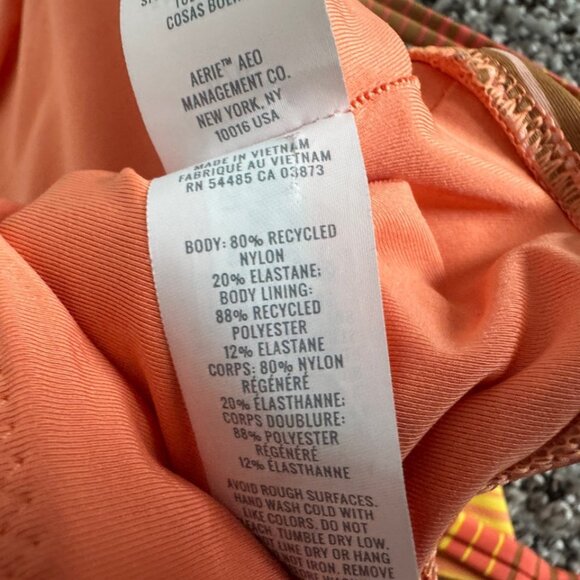 COSAS BUENAS
AERIE™ AEO
MANAGEMENT CO.
NEW YORK, NY
10016 USA
MADE IN VIETNAM
FABRIQUÉ AU VIETNAM
RN 54485 CA 03873
BODY: 80% RECYCLED
NYLON
20% ELASTANE;
BODY LINING:
88% RECYCLED
POLYESTER
12% ELASTANE
CORPS: 80% NYLON
RÉGÉNÉRÉ
20% ÉLASTHANNE;
CORPS DOUBLURE:
88% POLYESTER
RÉGÉNÉRÉ
12% ÉLASTHANNE
AVOID ROUGH SURFACES.
HAND WASH COLD WITH
LIKE COLORS. DO NOT
TUMBLE DRY LOW.
LINE DRY OR HANG
NOT IRON. REMOVE